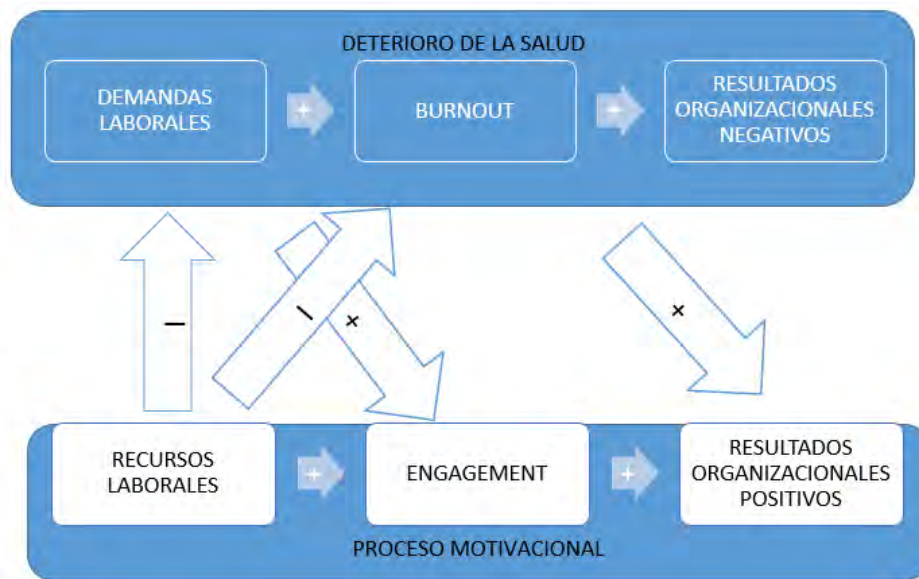 DETERIORO DE LA SALUD
DEMANDAS
LABORALES
+
BURNOUT
+
RESULTADOS
ORGANIZACIONALES
NEGATIVOS
—
—
+
+
RECURSOS
LABORALES
+
ENGAGEMENT
+
RESULTADOS
ORGANIZACIONALES
POSITIVOS
PROCESO MOTIVACIONAL